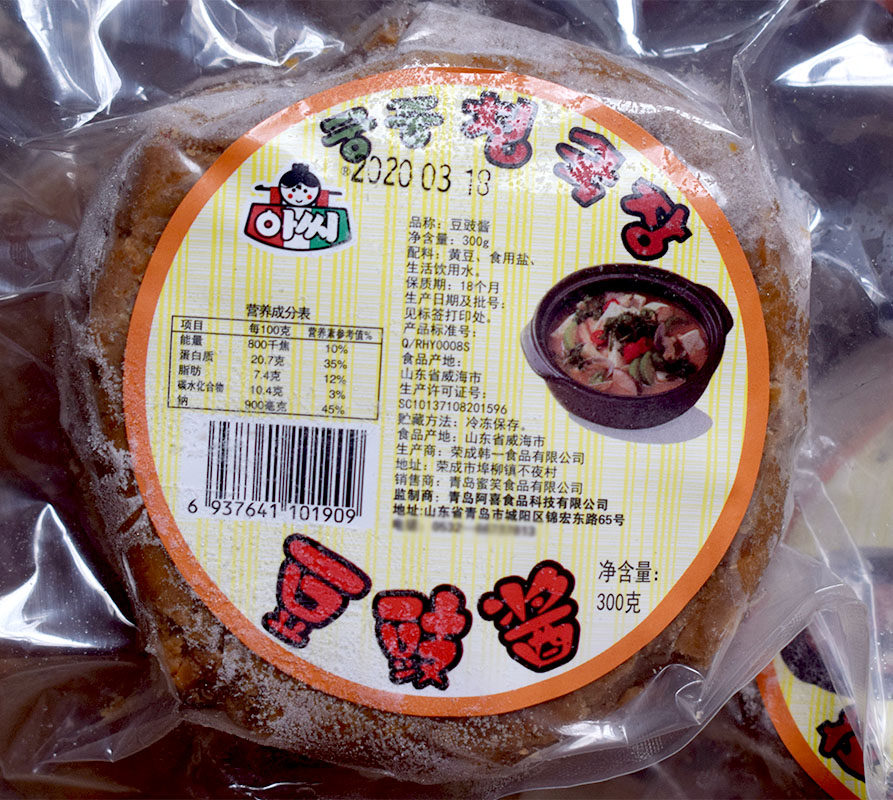 콩콩청국장
®2020 03 18
아씨
品称：豆豉酱
净含量：300g
配料：黄豆、食用盐、
生活饮用水。
保质期：18个月
生产日期及批号：
见标签打印处。
产品标准号：
Q/RHY0008S
食品产地：
山东省威海市
生产许可证号：
SC10137108201596
贮藏方法：冷冻保存。
食品产地：山东省威海市
生产商：荣成韩一食品有限公司
地址：荣成市埠柳镇不夜村
销售商：青岛蜜笑食品有限公司
监制商：青岛阿喜食品科技有限公司
地址:山东省青岛市城阳区锦宏东路65号
营养成分表
项目 每100克 营养素参考值%
能量 800千焦 10%
蛋白质 20.7克 35%
脂肪 7.4克 12%
碳水化合物 10.4克 3%
钠 900毫克 45%
6 937641 101909
豆豉酱
净含量：
300克